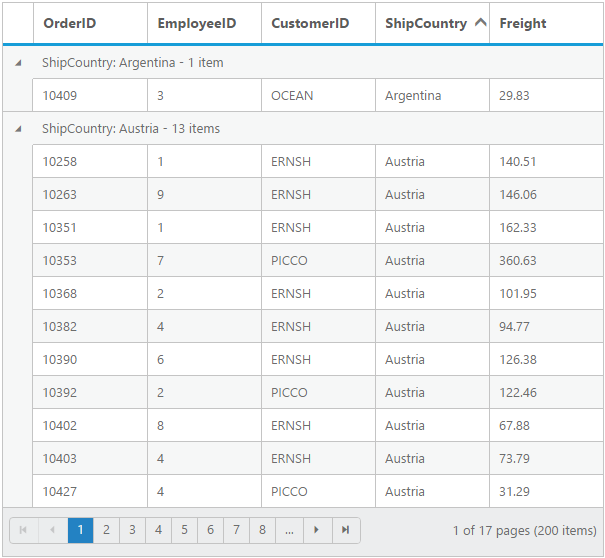 OrderID EmployeeID CustomerID ShipCountry Freight
ShipCountry: Argentina - 1 item
10409 3 OCEAN Argentina 29.83
ShipCountry: Austria - 13 items
10258 1 ERNSH Austria 140.51
10263 9 ERNSH Austria 146.06
10351 1 ERNSH Austria 162.33
10353 7 PICCO Austria 360.63
10368 2 ERNSH Austria 101.95
10382 4 ERNSH Austria 94.77
10390 6 ERNSH Austria 126.38
10392 2 PICCO Austria 122.46
10402 8 ERNSH Austria 67.88
10403 4 ERNSH Austria 73.79
10427 4 PICCO Austria 31.29
1 2 3 4 5 6 7 8 ... 1 of 17 pages (200 items)